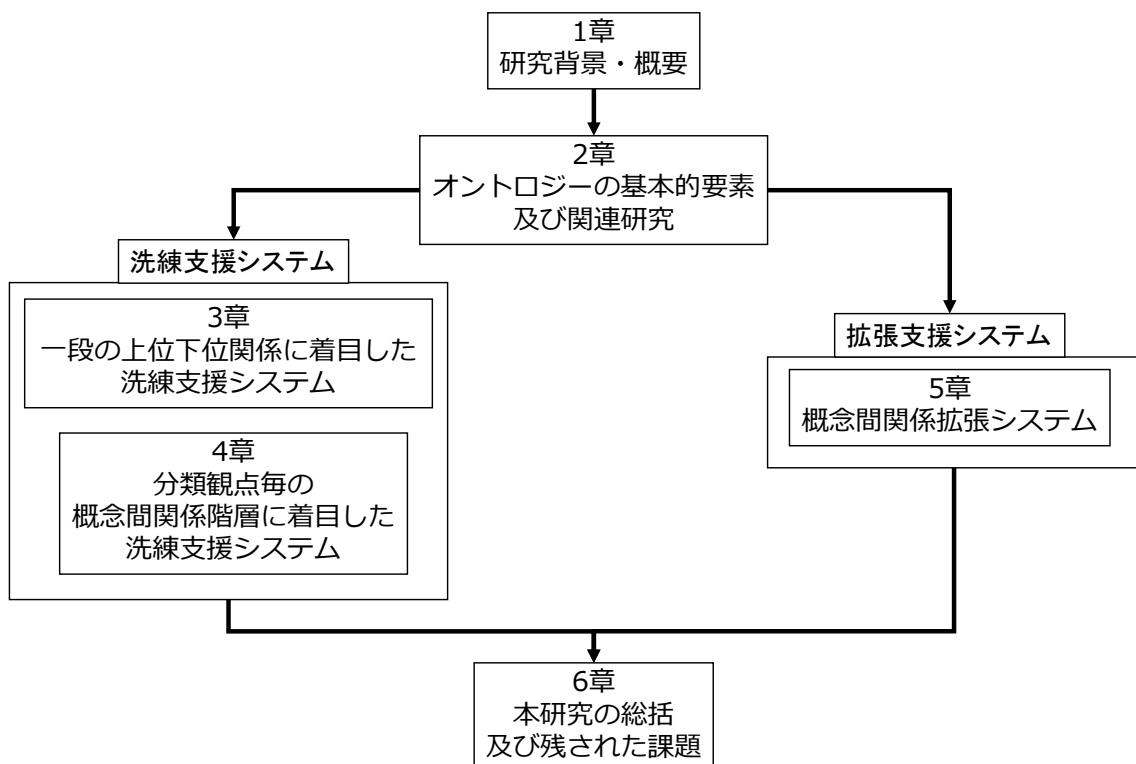 1章
研究背景・概要
2章
オントロジーの基本的要素
及び関連研究
洗練支援システム
3章
一段の上位下位関係に着目した
洗練支援システム
4章
分類観点毎の
概念間関係階層に着目した
洗練支援システム
拡張支援システム
5章
概念間関係拡張システム
6章
本研究の総括
及び残された課題